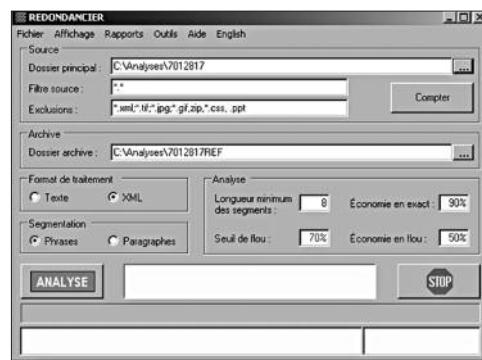 REDONDANCIER
Fichier Affichage Rapports Outils Aide English
Source
Dossier principal : C:\Analyses\7012817 ...
Filtre source : *.*
Exclusions : *.xml;*.tif;*.jpg;*.gif,zip,*.css, .ppt
Compter
Archive
Dossier archive : C:\Analyses\7012817REF ...
Format de traitement
Texte XML
Segmentation
Phrases Paragraphes
Analyse
Longueur minimum
des segments : 8 Économie en exact : 90%
Seuil de flou : 70% Économie en flou : 50%
ANALYSE STOP